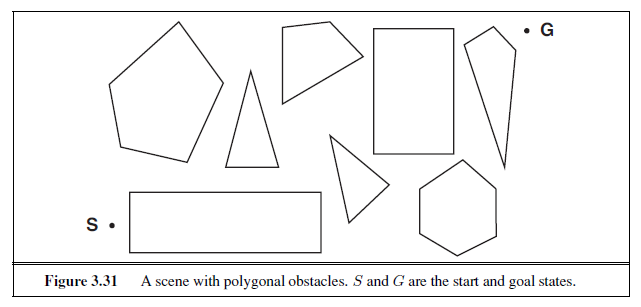 G
S
Figure 3.31 A scene with polygonal obstacles. S and G are the start and goal states.